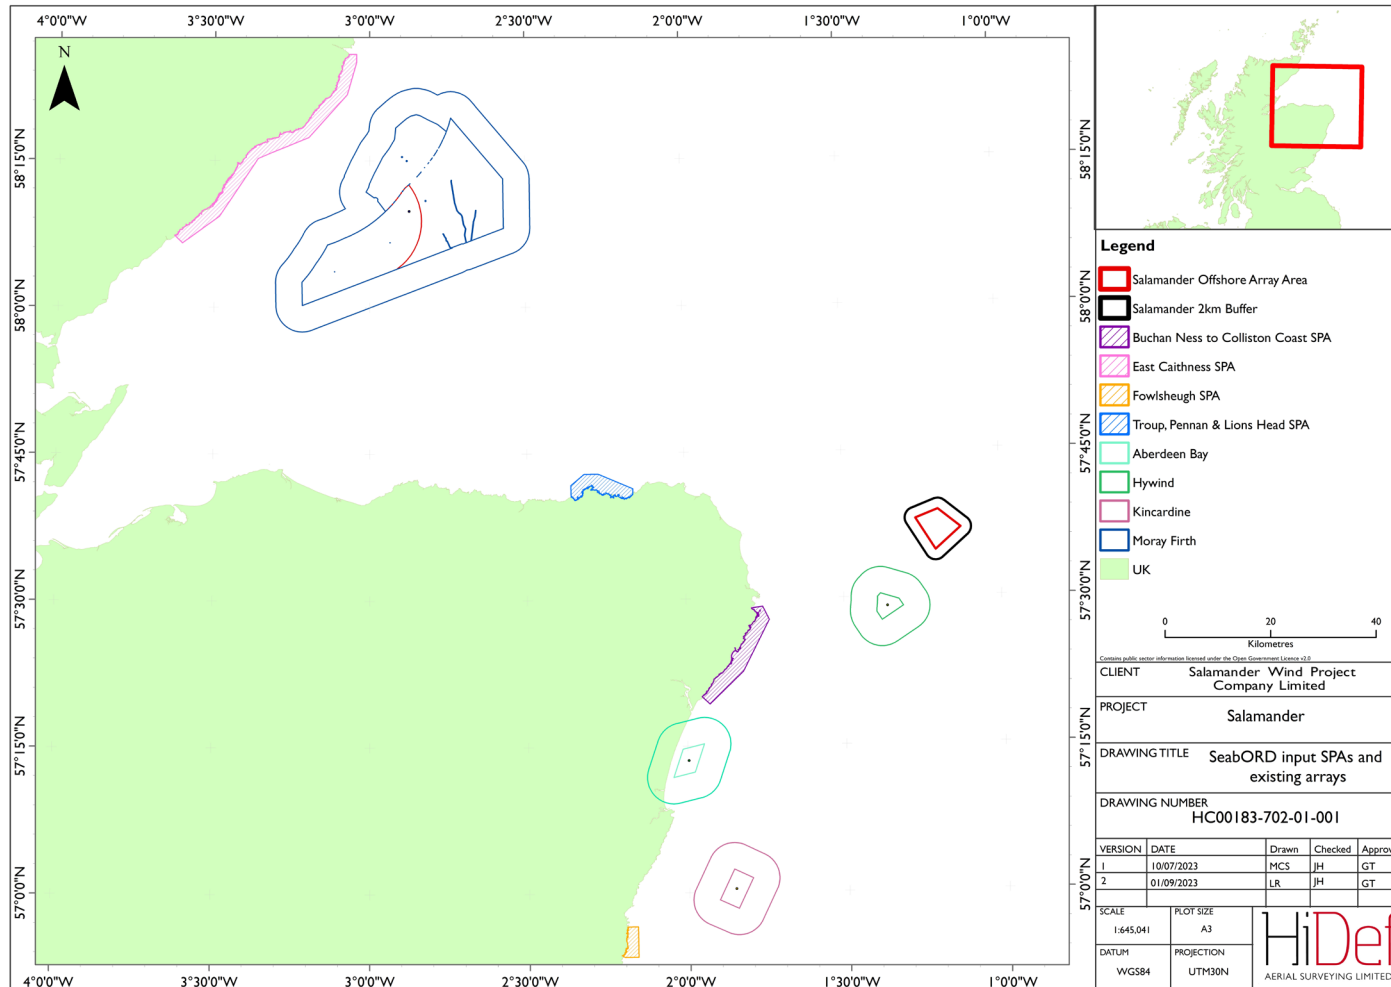 4°0'0"W 3°30'0"W 3°0'0"W 2°30'0"W 2°0'0"W 1°30'0"W 1°0'0"W
N
58°15'0"N
58°15'0"N
58°0'0"N
58°0'0"N
57°45'0"N
57°45'0"N
57°30'0"N
57°30'0"N
57°15'0"N
57°15'0"N
57°0'0"N
57°0'0"N
4°0'0"W 3°30'0"W 3°0'0"W 2°30'0"W 2°0'0"W 1°30'0"W 1°0'0"W
Legend
Salamander Offshore Array Area
Salamander 2km Buffer
Buchan Ness to Colliston Coast SPA
East Caithness SPA
Fowlsheugh SPA
Troup, Pennan & Lions Head SPA
Aberdeen Bay
Hywind
Kincardine
Moray Firth
UK
0 20 40
Kilometres
Contains public sector information licensed under the Open Government Licence v2.0
CLIENT Salamander Wind Project
Company Limited
PROJECT
Salamander
DRAWING TITLE SeabORD input SPAs and
existing arrays
DRAWING NUMBER
HC00183-702-01-001
VERSION DATE Drawn Checked Approv
1 10/07/2023 MCS JH GT
2 01/09/2023 LR JH GT
SCALE PLOT SIZE
1:645,041 A3
DATUM PROJECTION
WGS84 UTM30N
HiDef
AERIAL SURVEYING LIMITED